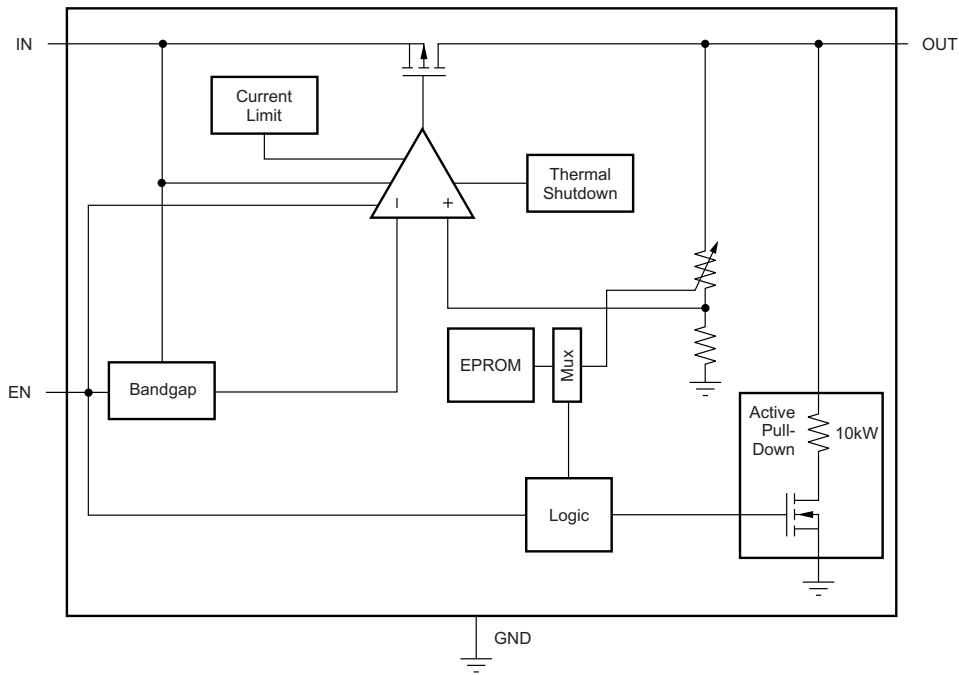 IN
OUT
Current
Limit
Thermal
Shutdown
EPROM
Mux
EN
Bandgap
Active
Pull-
Down
10kW
Logic
GND